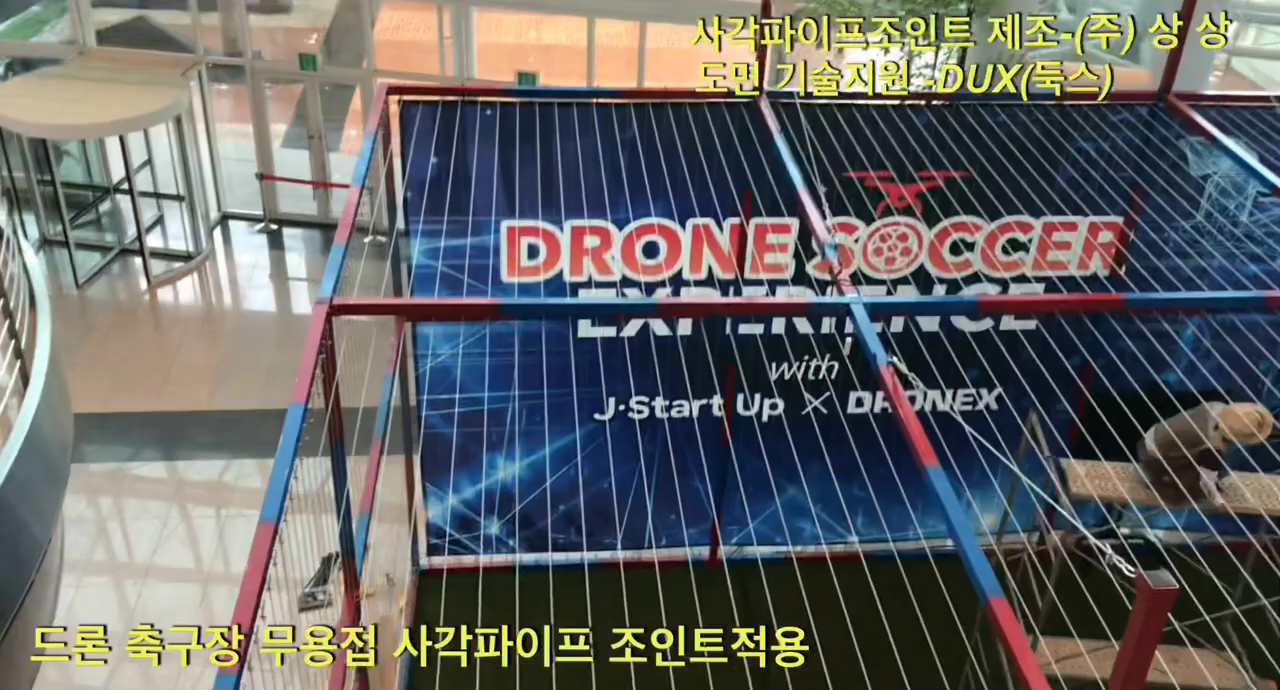 사각파이프조인트 제조-(주) 상 상
도면 기술지원 -DUX(둑스)
DRONE SOCCER
EXPERIENCE
with
J·Start Up X DRONEX
드론 축구장 무용접 사각파이프 조인트적용